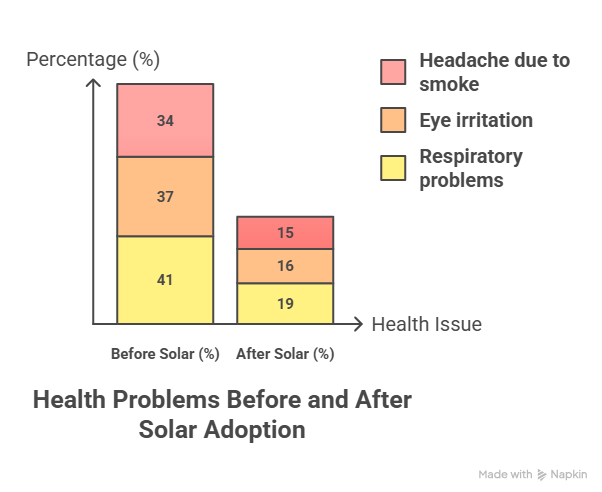 Percentage (%)
Headache due to
smoke
Eye irritation
Respiratory
problems
34
37
41
15
16
19
Health Issue
Before Solar (%)
After Solar (%)
Health Problems Before and After
Solar Adoption
Made with Napkin